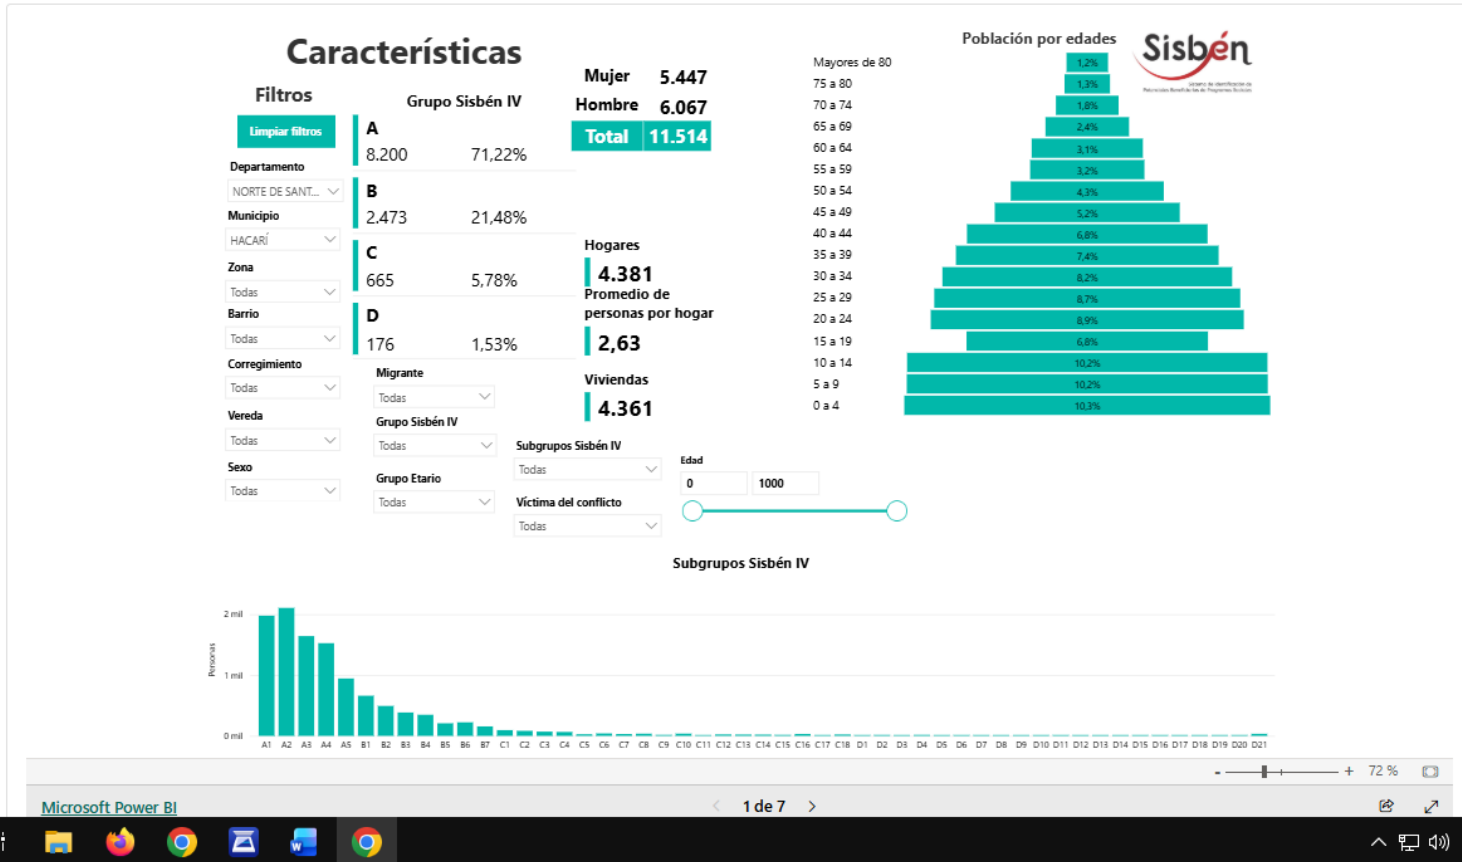 Características
Filtros
Limpiar filtros
Departamento
NORTE DE SANT...
Municipio
HACARÍ
Zona
Todas
Barrio
Todas
Corregimiento
Todas
Vereda
Todas
Sexo
Todas
Grupo Sisbén IV
A
8.200 71,22%
B
2.473 21,48%
C
665 5,78%
D
176 1,53%
Migrante
Todas
Grupo Sisbén IV
Todas
Grupo Etario
Todas
Mujer 5.447
Hombre 6.067
Total 11.514
Hogares
4.381
Promedio de
personas por hogar
2,63
Viviendas
4.361
Subgrupos Sisbén IV
Todas
Víctima del conflicto
Todas
Edad
0 1000
Población por edades
Sisbén
Sistema de Identificación de
Potenciales Beneficiarios de Programas Sociales
Mayores de 80 1,2%
75 a 80 1,3%
70 a 74 1,8%
65 a 69 2,4%
60 a 64 3,1%
55 a 59 3,2%
50 a 54 4,3%
45 a 49 5,2%
40 a 44 6,8%
35 a 39 7,4%
30 a 34 8,2%
25 a 29 8,7%
20 a 24 8,9%
15 a 19 6,8%
10 a 14 10,2%
5 a 9 10,2%
0 a 4 10,3%
Subgrupos Sisbén IV
Personas
2 mil
1 mil
0 mil
A1 A2 A3 A4 A5 B1 B2 B3 B4 B5 B6 B7 C1 C2 C3 C4 C5 C6 C7 C8 C9 C10 C11 C12 C13 C14 C15 C16 C17 C18 D1 D2 D3 D4 D5 D6 D7 D8 D9 D10 D11 D12 D13 D14 D15 D16 D17 D18 D19 D20 D21
- + 72 %
Microsoft Power BI
1 de 7